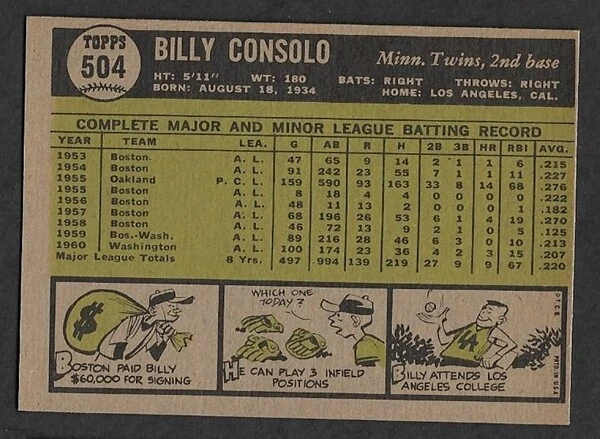 TOPPS
504
BILLY CONSOLO
Minn. Twins, 2nd base
HT: 5'11" WT: 180 BATS: RIGHT THROWS: RIGHT
BORN: AUGUST 18, 1934 HOME: LOS ANGELES, CAL.
COMPLETE MAJOR AND MINOR LEAGUE BATTING RECORD
YEAR TEAM LEA. G AB R H 2B 3B HR RBI AVG.
1953 Boston A. L. 47 65 9 14 2 1 1 6 .215
1954 Boston A. L. 91 242 23 55 7 1 1 11 .227
1955 Oakland P. C. L. 159 590 93 163 33 8 14 68 .276
1955 Boston A. L. 8 18 4 4 0 0 0 0 .222
1956 Boston A. L. 48 11 13 2 0 0 0 1 .182
1957 Boston A. L. 68 196 26 53 6 1 4 19 .270
1958 Boston A. L. 46 72 13 9 2 1 0 5 .125
1959 Bos.-Wash. A. L. 89 216 28 46 6 3 0 10 .213
1960 Washington A. L. 100 174 23 36 4 2 3 15 .207
Major League Totals 8 Yrs. 497 994 139 219 27 9 9 67 .220
$
BOSTON PAID BILLY
$60,000 FOR SIGNING
WHICH ONE
TODAY?
HE CAN PLAY 3 INFIELD
POSITIONS
44
BILLY ATTENDS LOS
ANGELES COLLEGE
©T.C.G. PRTD IN U.S.A.